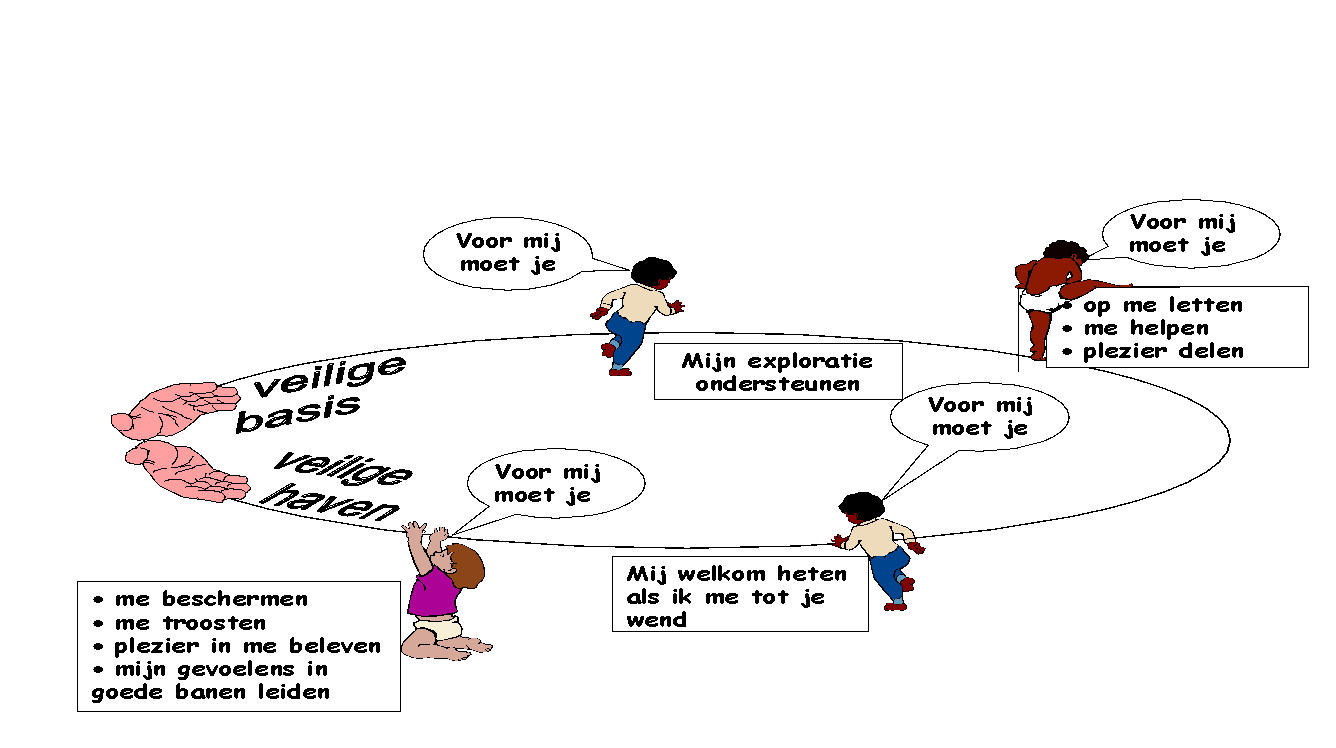 Voor mij
moet je
Mijn exploratie
ondersteunen
Voor mij
moet je
• op me letten
• me helpen
• plezier delen
veilige
basis
veilige
haven
Voor mij
moet je
Mij welkom heten
als ik me tot je
wend
Voor mij
moet je
• me beschermen
• me troosten
• plezier in me beleven
• mijn gevoelens in
goede banen leiden